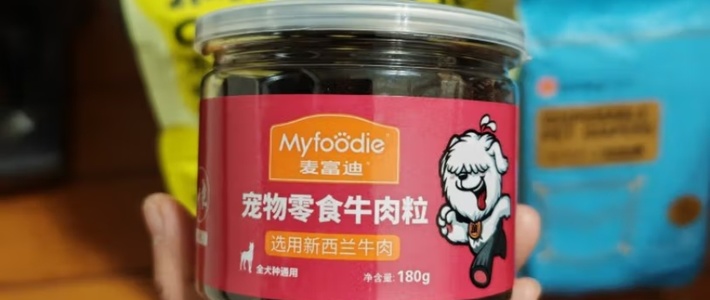 Myfoodie
麦富迪
宠物零食牛肉粒
选用新西兰牛肉
全犬种通用
净含量:180g